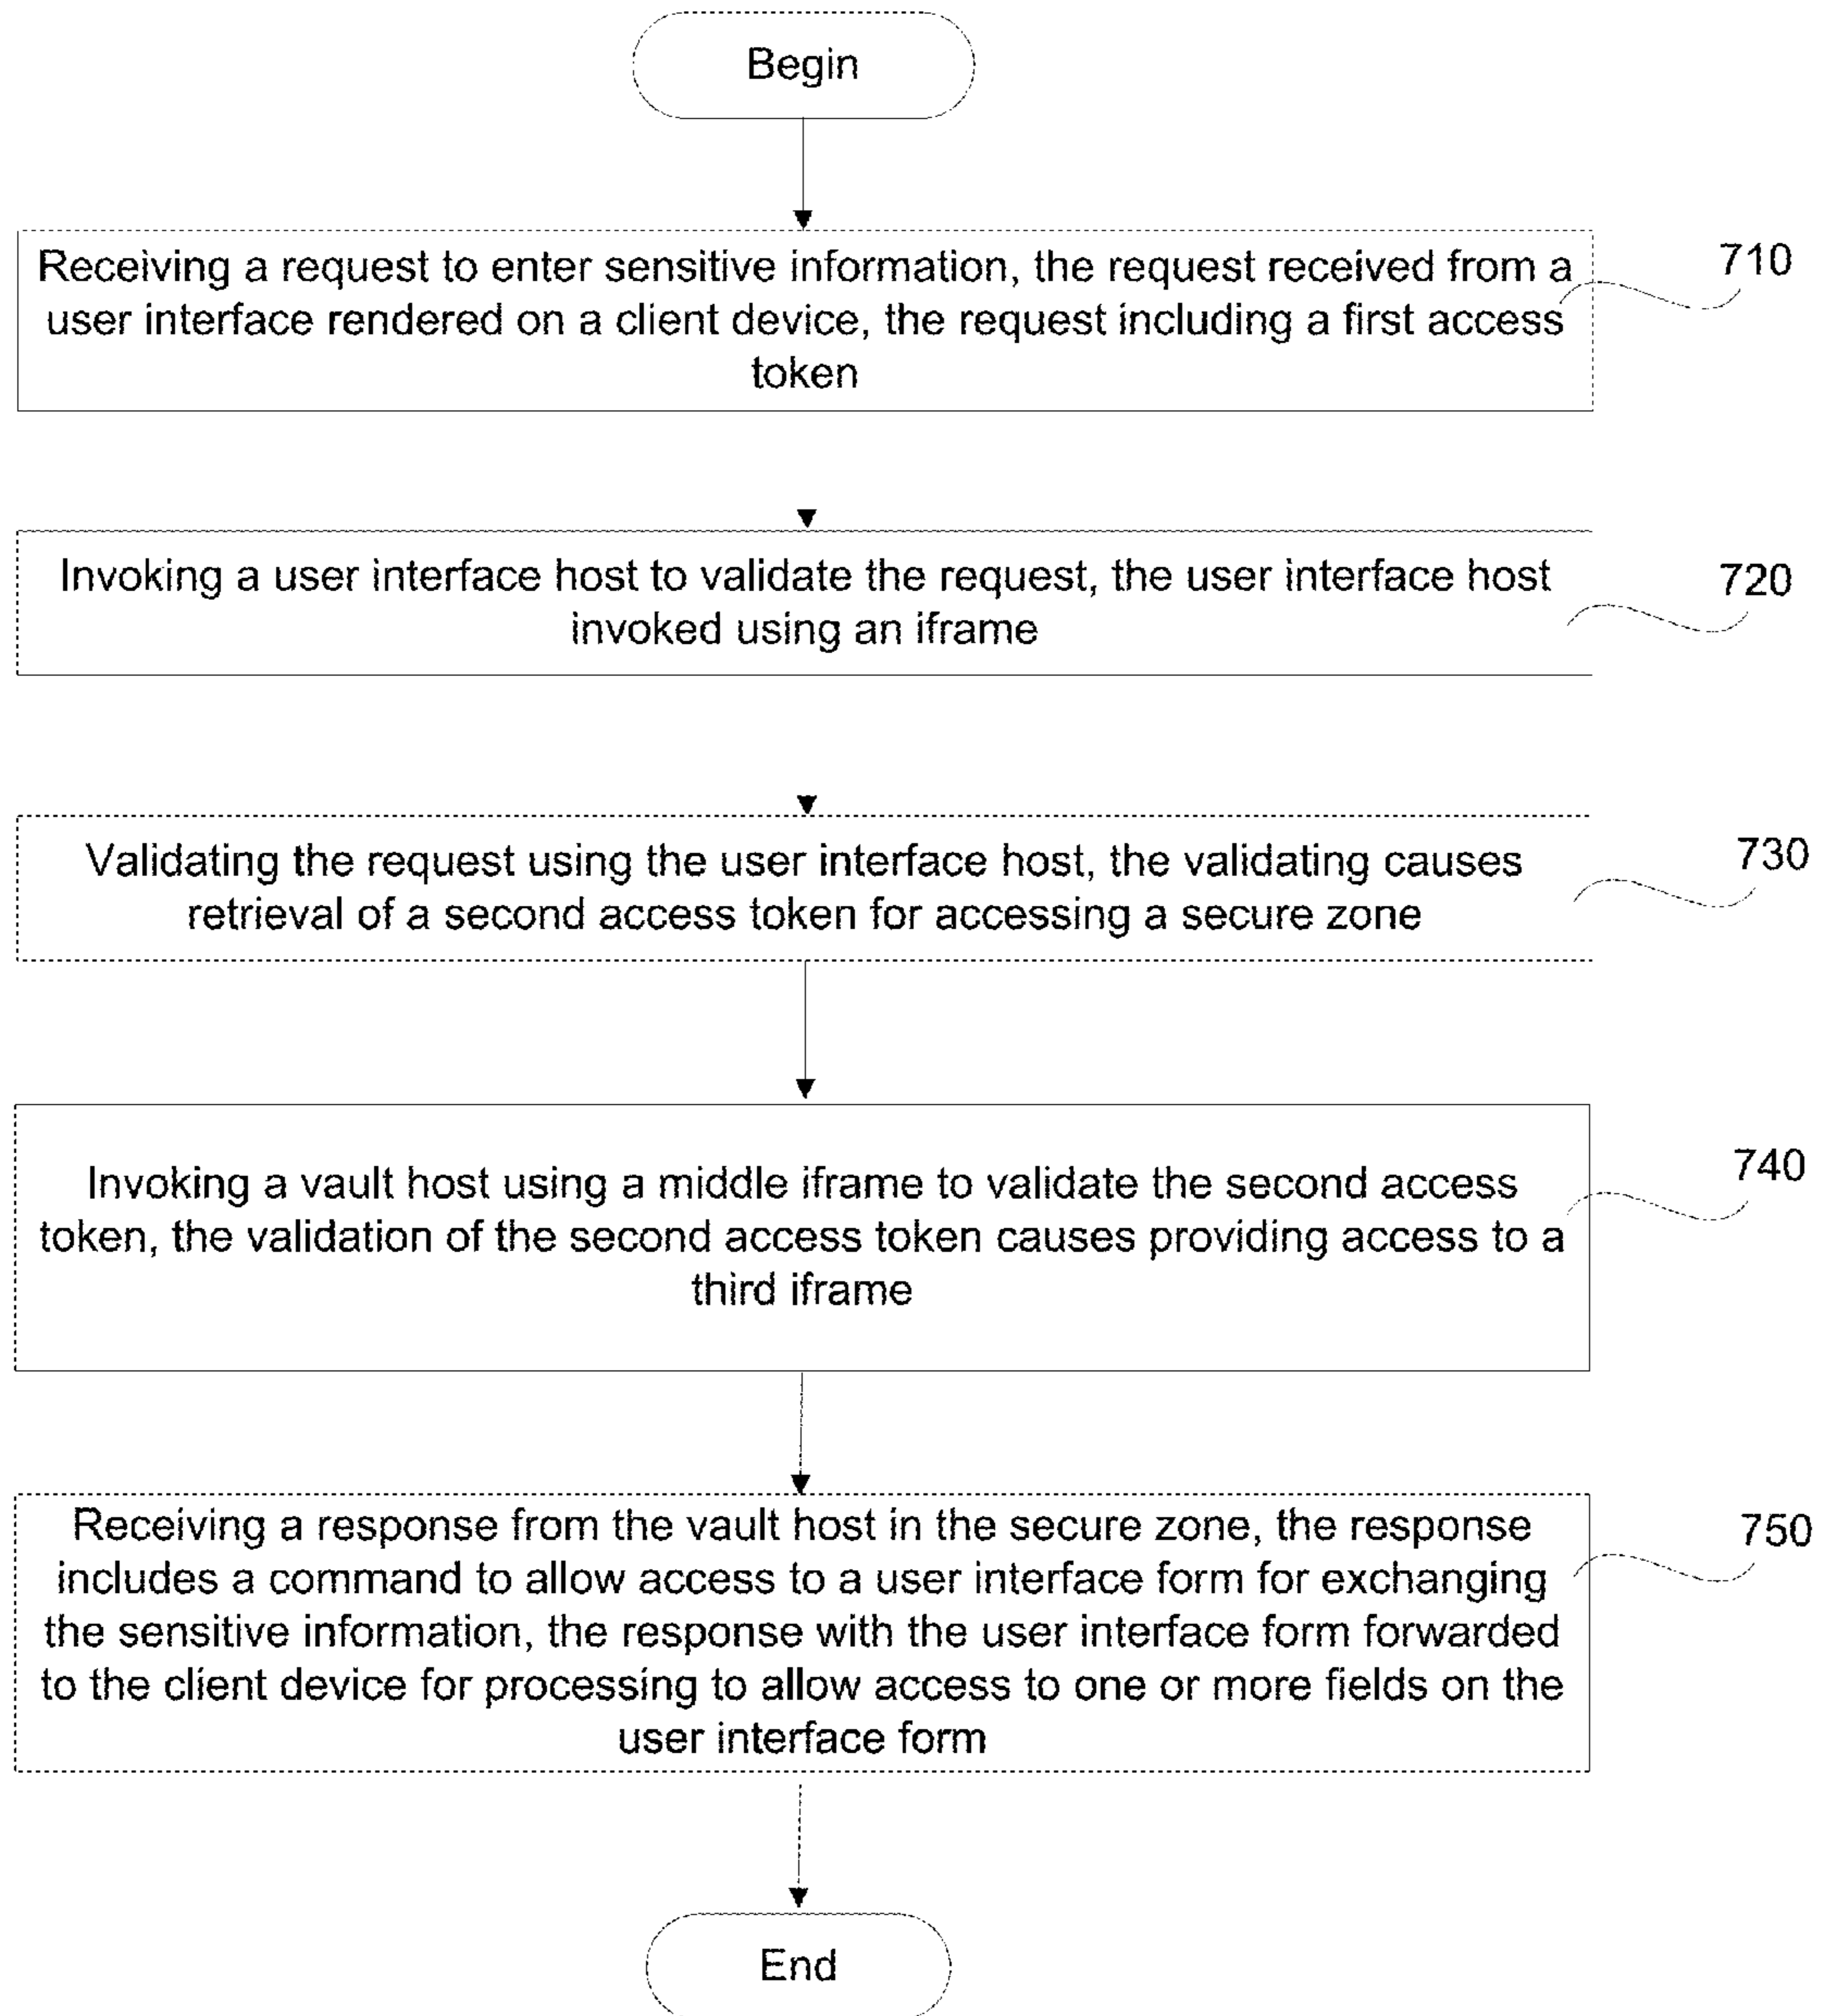 Begin
Receiving a request to enter sensitive information, the request received from a
user interface rendered on a client device, the request including a first access
token
710
Invoking a user interface host to validate the request, the user interface host
invoked using an iframe
720
Validating the request using the user interface host, the validating causes
retrieval of a second access token for accessing a secure zone
730
Invoking a vault host using a middle iframe to validate the second access
token, the validation of the second access token causes providing access to a
third iframe
740
Receiving a response from the vault host in the secure zone, the response
includes a command to allow access to a user interface form for exchanging
the sensitive information, the response with the user interface form forwarded
to the client device for processing to allow access to one or more fields on the
user interface form
750
End